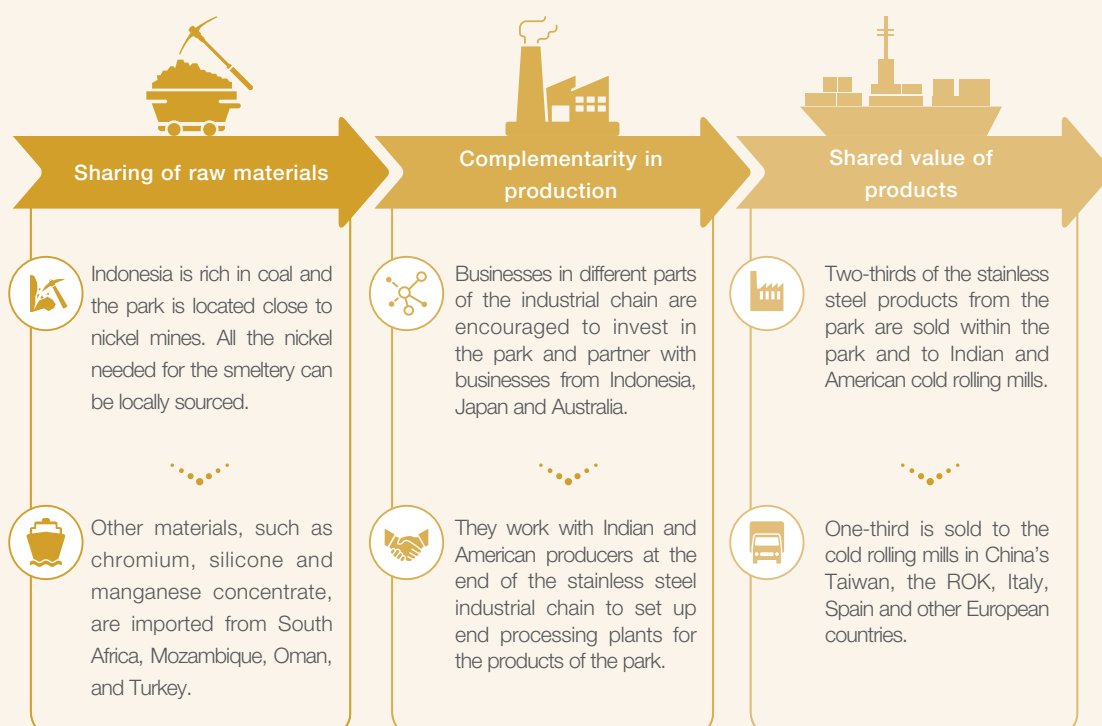 Sharing of raw materials
Indonesia is rich in coal and
the park is located close to
nickel mines. All the nickel
needed for the smeltery can
be locally sourced.
Other materials, such as
chromium, silicone and
manganese concentrate,
are imported from South
Africa, Mozambique, Oman,
and Turkey.
Complementarity in
production
Businesses in different parts
of the industrial chain are
encouraged to invest in
the park and partner with
businesses from Indonesia,
Japan and Australia.
They work with Indian and
American producers at the
end of the stainless steel
industrial chain to set up
end processing plants for
the products of the park.
Shared value of
products
Two-thirds of the stainless
steel products from the
park are sold within the
park and to Indian and
American cold rolling mills.
One-third is sold to the
cold rolling mills in China's
Taiwan, the ROK, Italy,
Spain and other European
countries.